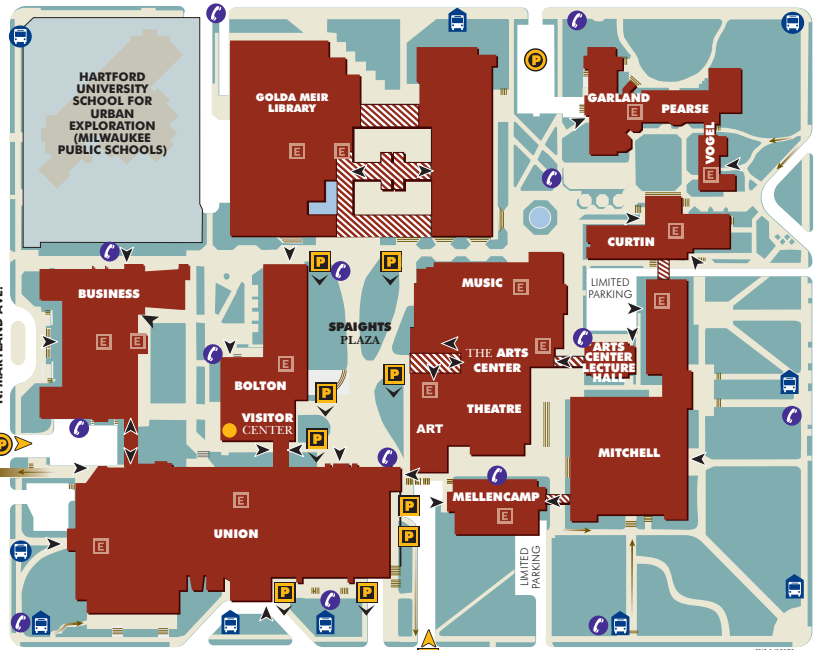 HARTFORD
UNIVERSITY
SCHOOL FOR
URBAN
EXPLORATION
(MILWAUKEE
PUBLIC SCHOOLS)
GOLDA MEIR
LIBRARY
E
E
P
GARLAND
E
PEARSE
VOGEL
E
CURTIN
E
BUSINESS
E
E
P
P
SPAIGHTS
PLAZA
MUSIC
E
LIMITED
PARKING
E
THE ARTS
CENTER
E
E
ARTS
CENTER
LECTURE
HALL
THEATRE
ART
BOLTON
E
VISITOR
CENTER
P
P
P
MITCHELL
MELLENCAMP
E
UNION
E
E
P
P
P
P
P
LIMITED
PARKING